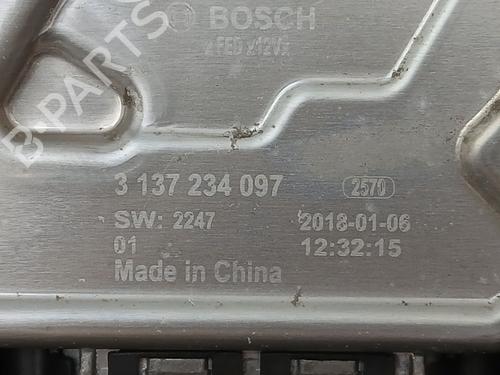 BOSCH
FED x12Vx
3 137 234 097 2570
SW: 2247 2018-01-06
01 12:32:15
Made in China
B PARTS